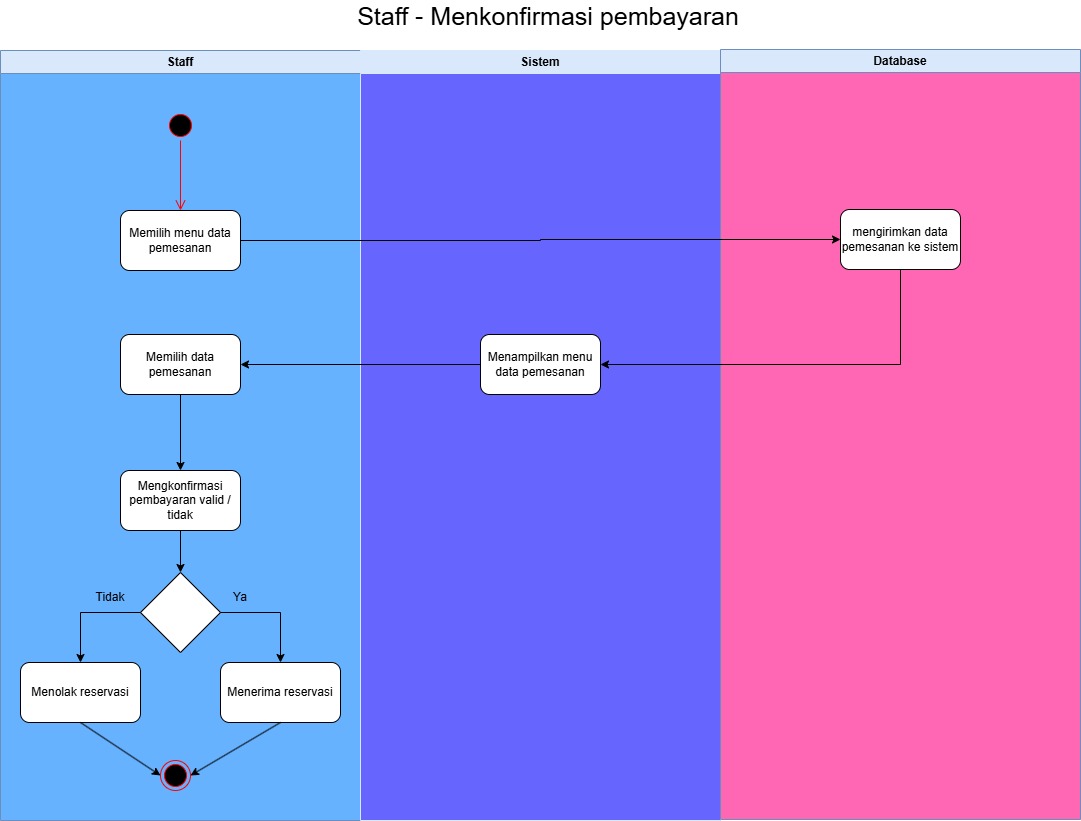 Staff - Menkonfirmasi pembayaran
Staff
Sistem
Database
Memilih menu data
pemesanan
mengirimkan data
pemesanan ke sistem
Memilih data
pemesanan
Menampilkan menu
data pemesanan
Mengkonfirmasi
pembayaran valid /
tidak
Tidak
Ya
Menolak reservasi
Menerima reservasi